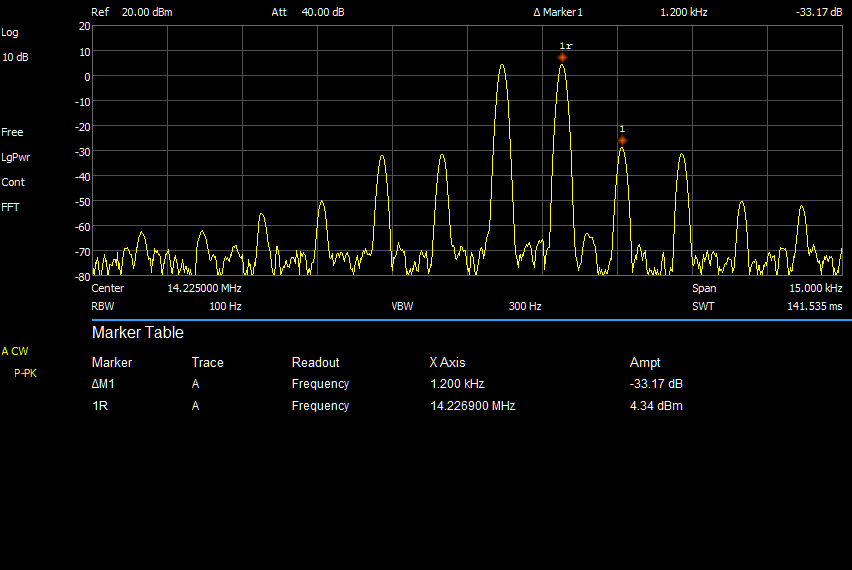 Ref 20.00 dBm Att 40.00 dB Δ Marker1 1.200 kHz -33.17 dB
20
Log
10
10 dB
1r
0
-10
Free
-20
1
LgPwr
-30
Cont
-40
FFT
-50
-60
-70
-80
Center 14.225000 MHz Span 15.000 kHz
RBW 100 Hz VBW 300 Hz SWT 141.535 ms
Marker Table
A CW
P-PK
Marker Trace Readout X Axis Ampt
ΔM1 A Frequency 1.200 kHz -33.17 dB
1R A Frequency 14.226900 MHz 4.34 dBm